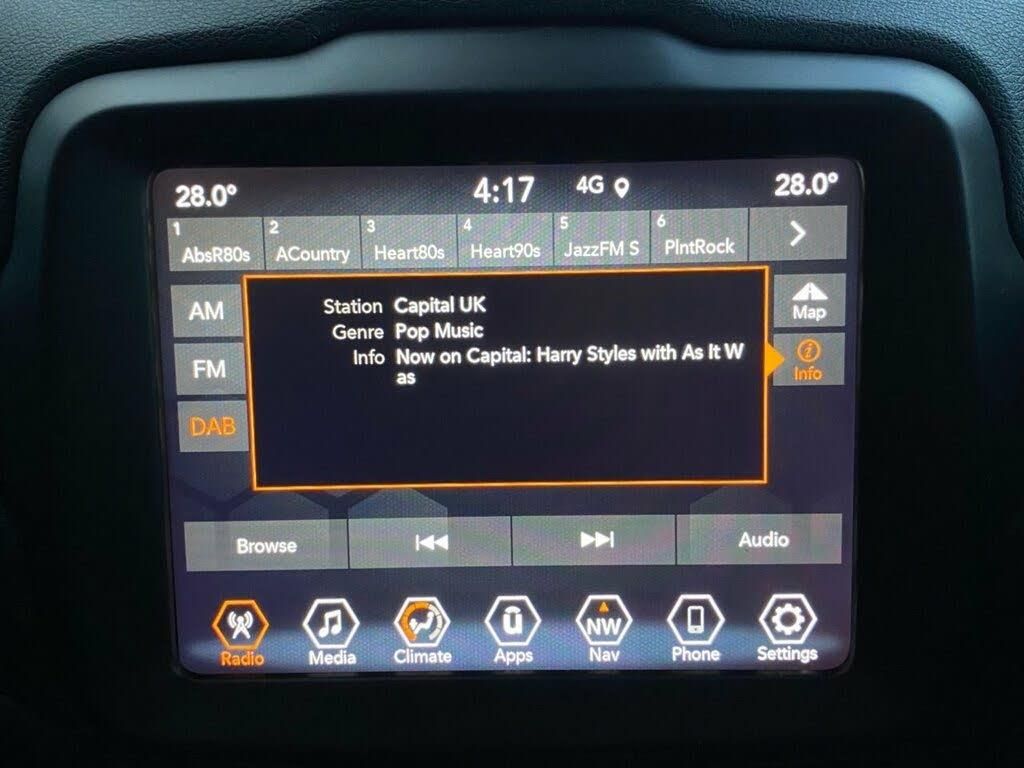 28.0° 4:17 4G 28.0°
1 2 3 4 5 6
AbsR80s ACountry Heart80s Heart90s JazzFM S PlntRock
AM
FM
DAB
Station Capital UK
Genre Pop Music
Info Now on Capital: Harry Styles with As It W
as
Map
Info
Browse Audio
NW
Radio Media Climate Apps Nav Phone Settings